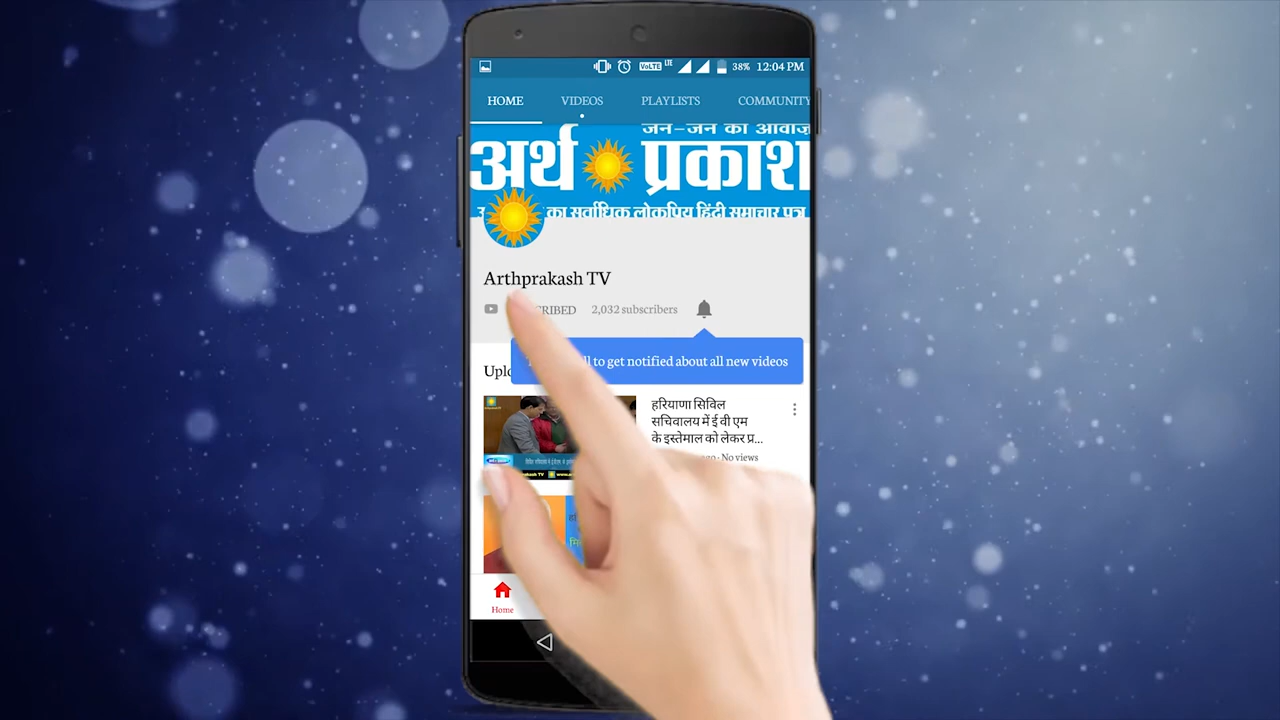 VoLTE LTE 38% 12:04 PM
HOME VIDEOS PLAYLISTS COMMUNITY
जन-जन की आवाज़
अर्थ प्रकाश
का सर्वाधिक लोकप्रिय हिंदी समाचार पत्र
Arthprakash TV
2,032 subscribers
to get notified about all new videos
हरियाणा सिविल
सचिवालय में ई वी एम
के इस्तेमाल को लेकर प्र...
No views
Home